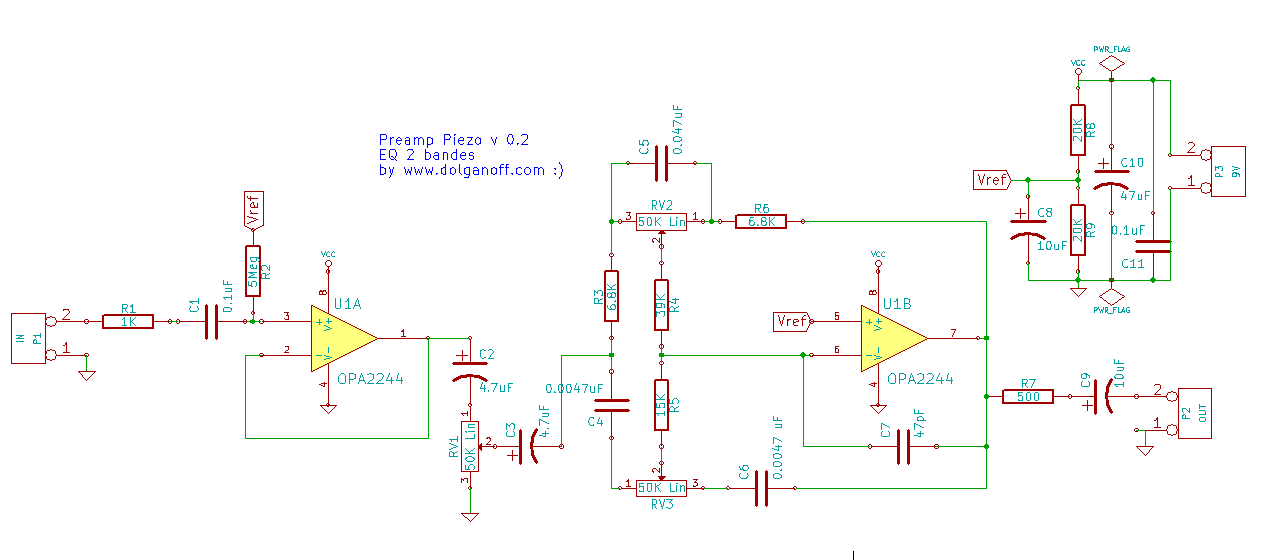 Preamp Piezo v 0.2
EQ 2 bandes
by www.dolganoff.com :)
IN
P1
2
1
R1
1K
C1
0.1uF
Vref
5Meg
R2
VCC
U1A
3
2
8
4
1
+
V+
-
V-
OPA2244
C2
+
4.7uF
1
RV1
50K Lin
2
3
C3
+
4.7uF
C5
0.047uF
RV2
3
50K Lin
1
2
R6
6.8K
R3
6.8K
39K
R4
0.0047uF
C4
15K
R5
2
1
50K Lin
3
RV3
C6
0.0047 uF
Vref
VCC
U1B
5
6
8
4
7
+
V+
-
V-
OPA2244
C7
47pF
R7
500
C9
+
10uF
2
1
P2
OUT
PWR_FLAG
VCC
20K
R8
Vref
+
C8
10uF
20K
R9
+
C10
47uF
0.1uF
C11
2
1
P3
9V
PWR_FLAG